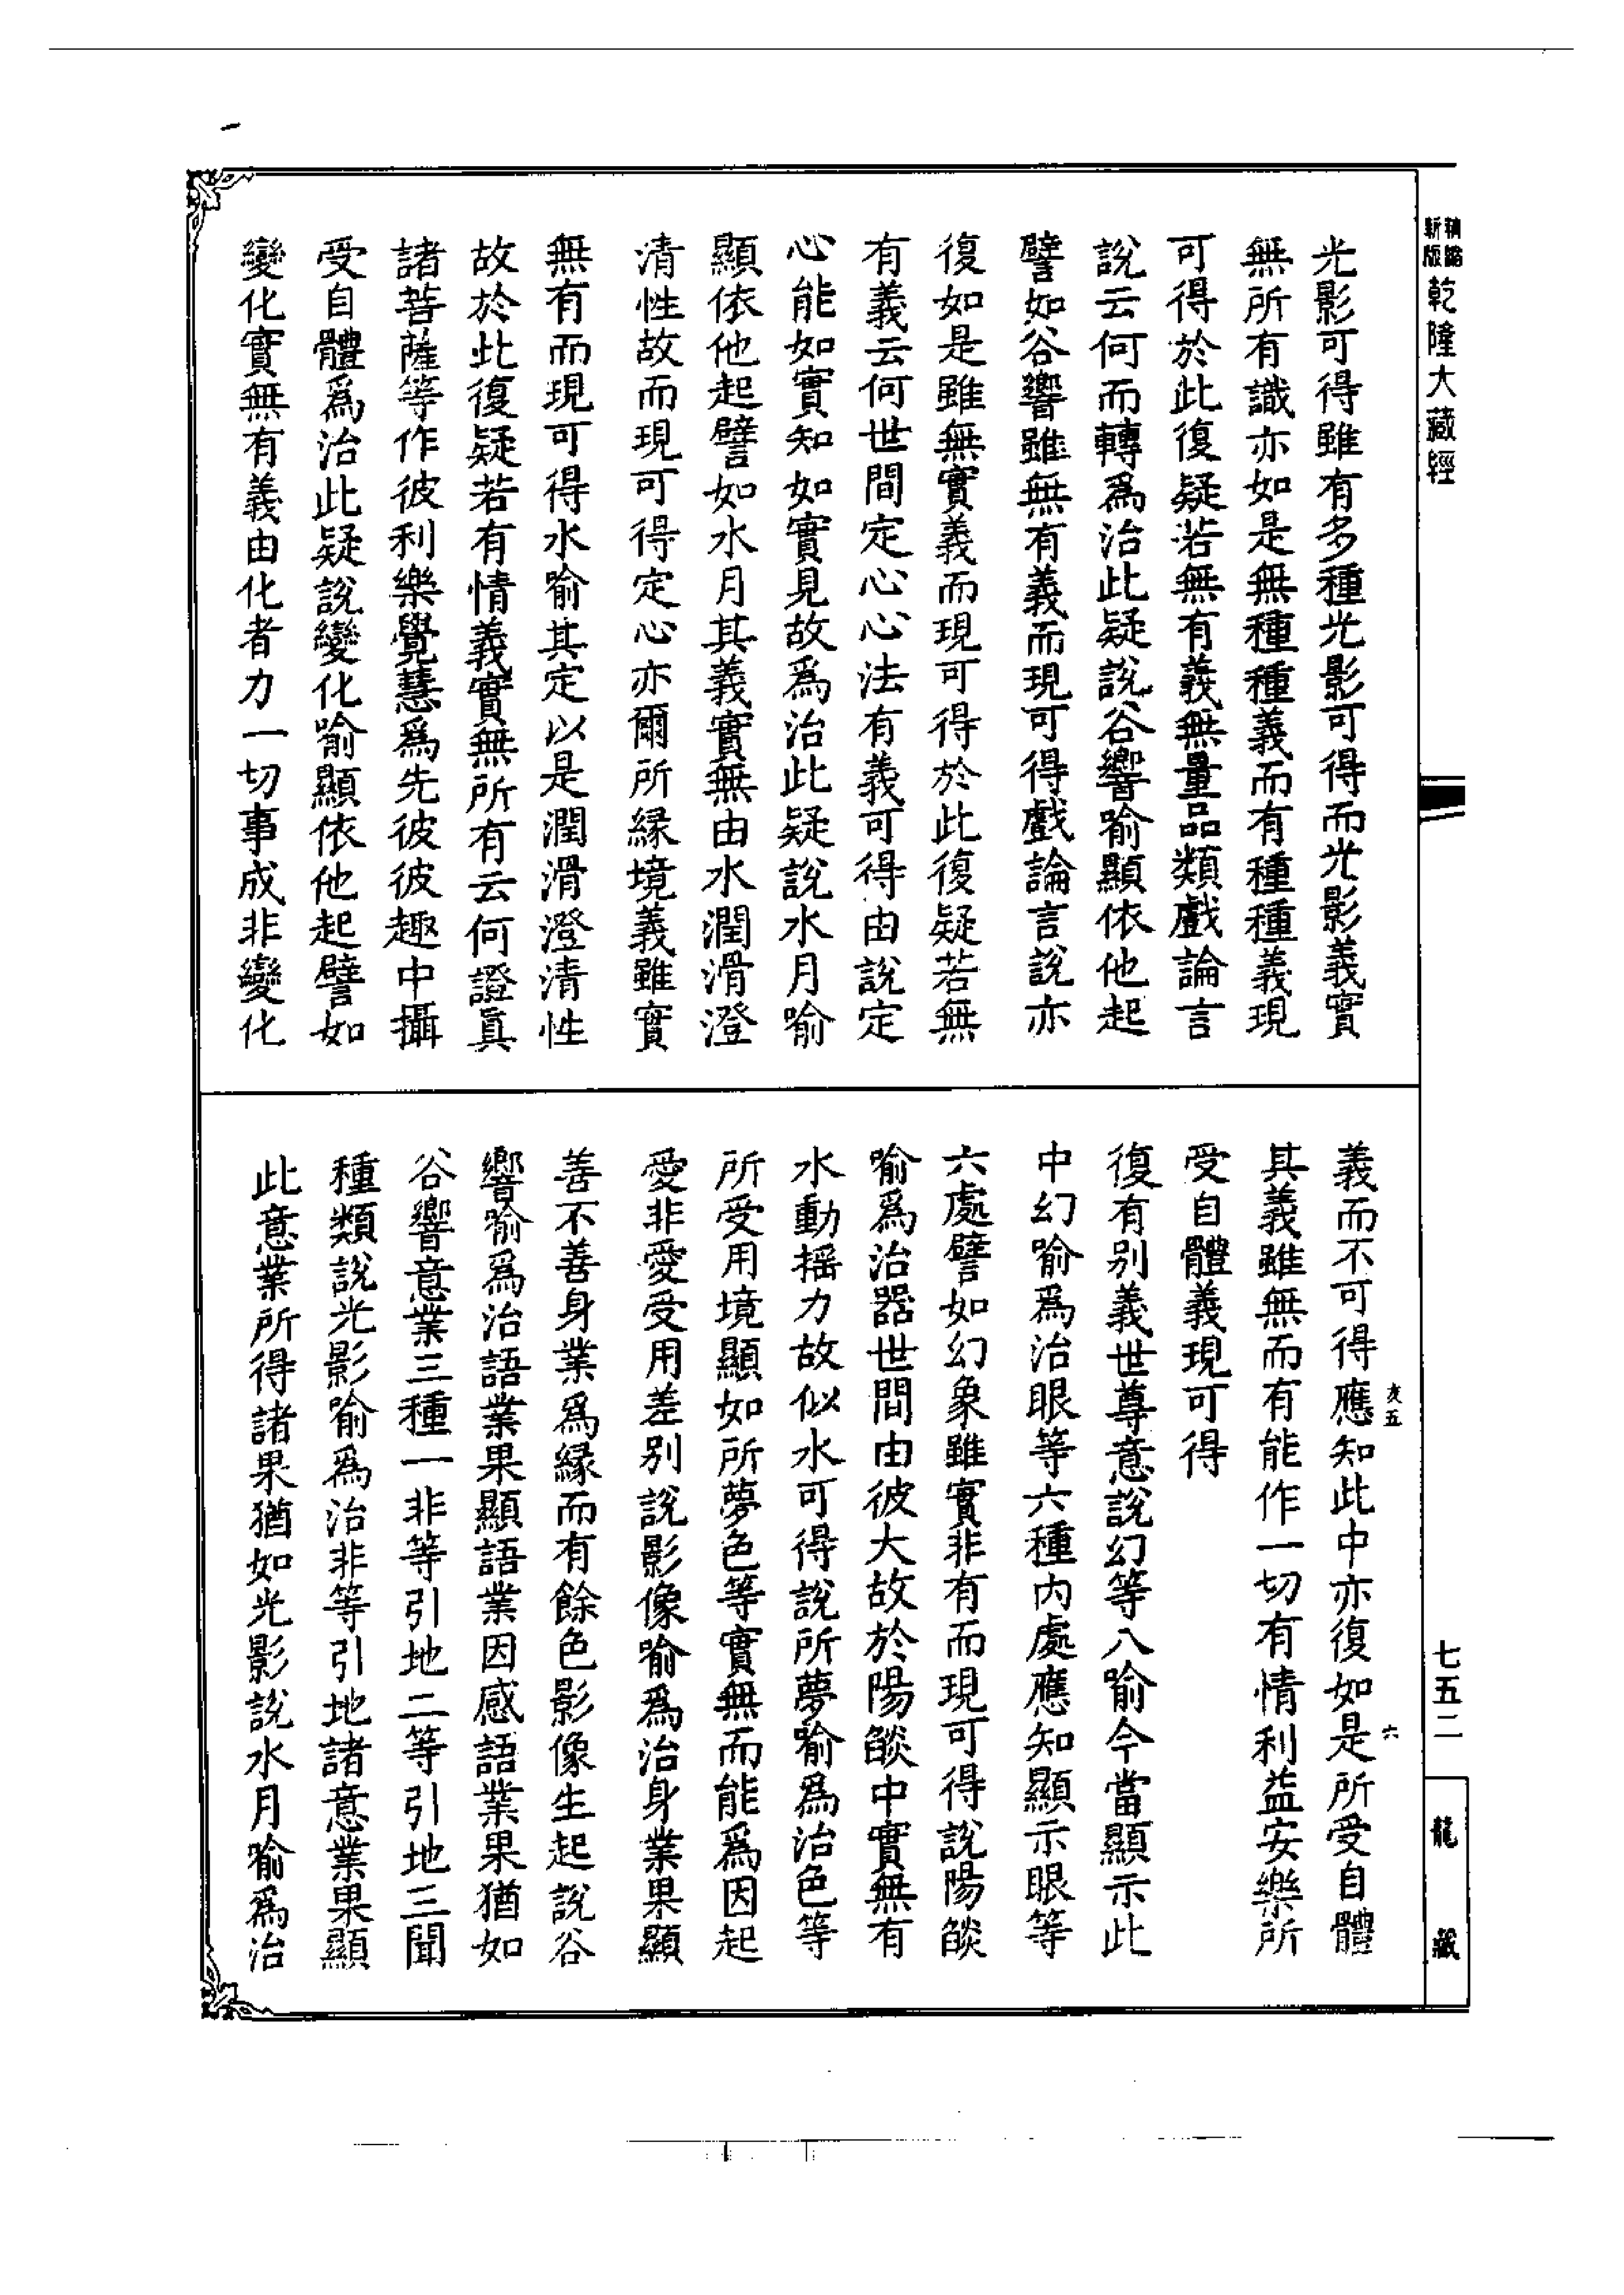 新版
精縮
乾隆大藏經
七五二
龍藏
光影可得雖有多種光影可得而光影義實
無所有識亦如是無種種義而有種種義現
可得於此復疑若無有義無量品類戲論言
說云何而轉為治此疑說谷響喻顯依他起
譬如谷響雖無有義而現可得戲論言說亦
復如是雖無實義而現可得於此復疑若無
有義云何世間定心心法有義可得由說定
心能如實知如實見故為治此疑說水月喻
顯依他起譬如水月其義實無由水潤滑澄
清性故而現可得定心亦爾所緣境義雖實
無有而現可得水喻其定以是潤滑澄清性
故於此復疑若有情義實無所有云何證真
諸菩薩等作彼利樂覺慧為先彼彼趣中攝
受自體為治此疑說變化喻顯依他起譬如
變化實無有義由化者力一切事成非變化
義而不可得應知此中亦復如是所受自體
亥五
六
其義雖無而有能作一切有情利益安樂所
受自體義現可得
復有別義世尊意說幻等八喻今當顯示此
中幻喻為治眼等六種內處應知顯示眼等
六處譬如幻象雖實非有而現可得說陽燄
喻為治器世間由彼大故於陽燄中實無有
水動搖力故似水可得說所夢喻為治色等
所受用境顯如所夢色等實無而能為因起
愛非愛受用差別說影像喻為治身業果顯
善不善身業為緣而有餘色影像生起說谷
響喻為治語業果顯語業因感語業果猶如
谷響意業三種一非等引地二等引地三聞
種類說光影喻為治非等引地諸意業果顯
此意業所得諸果猶如光影說水月喻為治